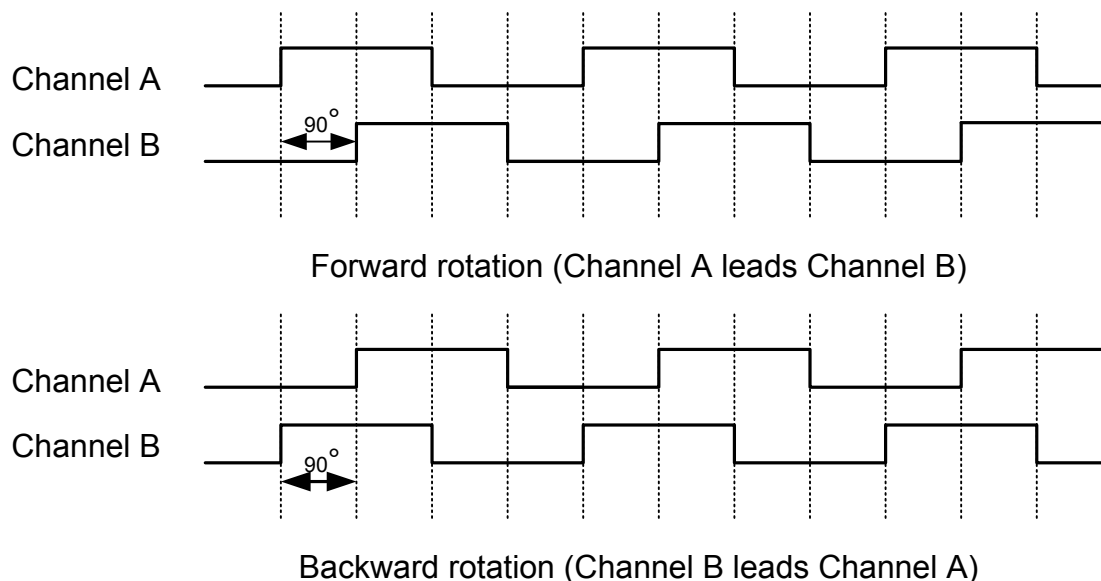 Channel A
90°
Channel B
Forward rotation (Channel A leads Channel B)
Channel A
Channel B
90°
Backward rotation (Channel B leads Channel A)